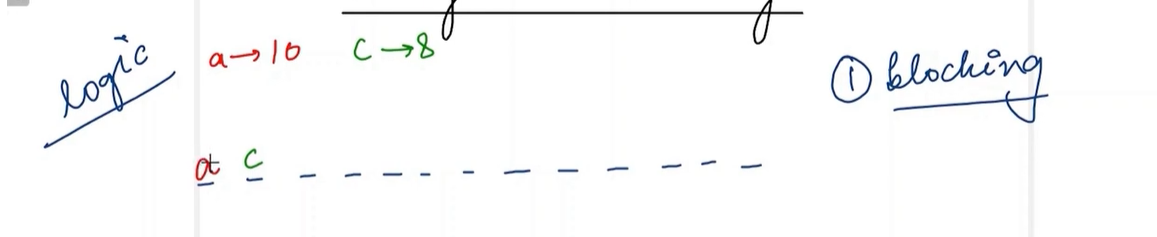 logic
a→10 c→8
① blocking
a c _ _ _ _ _ _ _ _ _ _ _